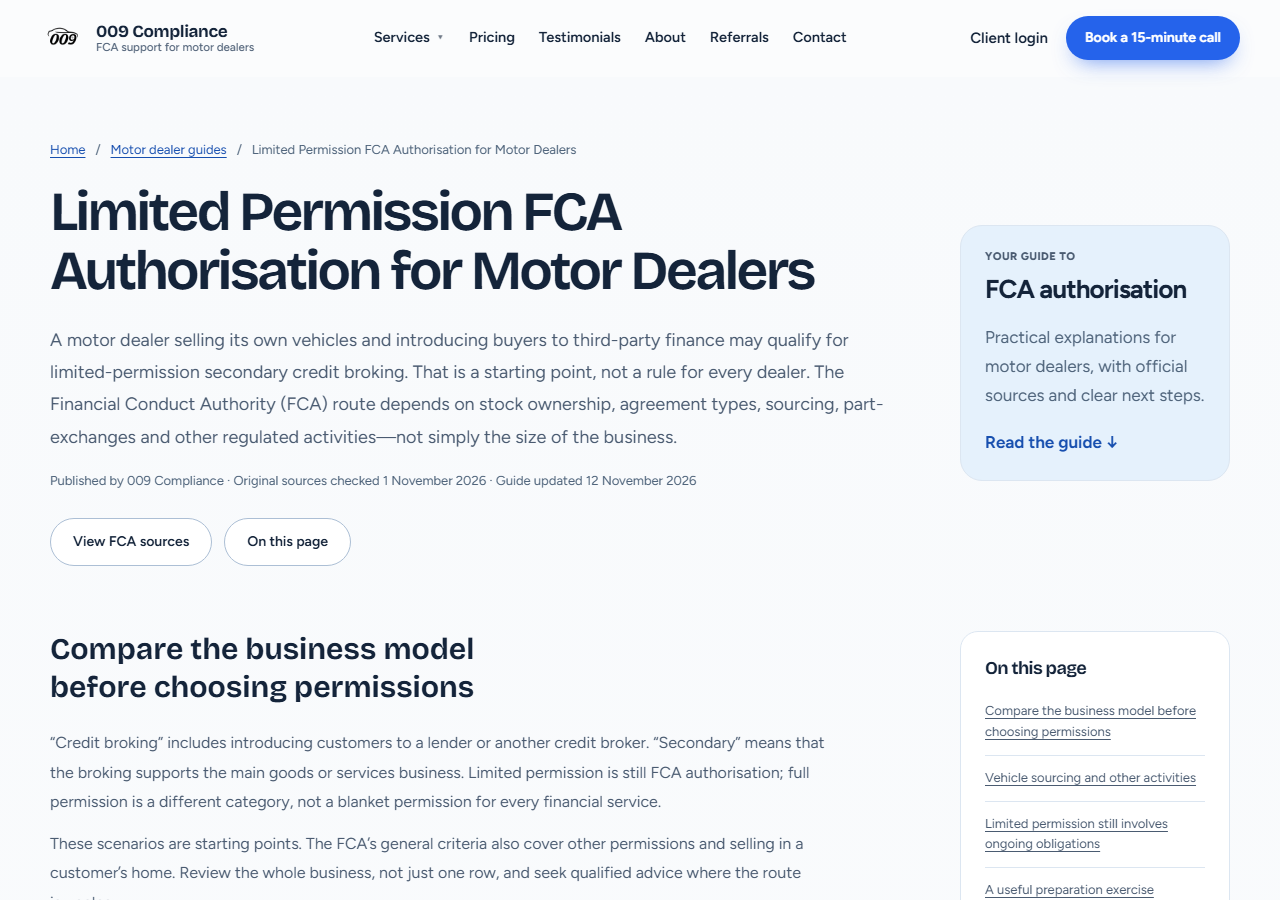 009
009 Compliance
FCA support for motor dealers
Services
Pricing
Testimonials
About
Referrals
Contact
Client login
Book a 15-minute call
Home / Motor dealer guides / Limited Permission FCA Authorisation for Motor Dealers
Limited Permission FCA
Authorisation for Motor Dealers
A motor dealer selling its own vehicles and introducing buyers to third-party finance may qualify for
limited-permission secondary credit broking. That is a starting point, not a rule for every dealer. The
Financial Conduct Authority (FCA) route depends on stock ownership, agreement types, sourcing, part-
exchanges and other regulated activities—not simply the size of the business.
Published by 009 Compliance · Original sources checked 1 November 2026 · Guide updated 12 November 2026
View FCA sources
On this page
YOUR GUIDE TO
FCA authorisation
Practical explanations for
motor dealers, with official
sources and clear next steps.
Read the guide ↓
Compare the business model
before choosing permissions
“Credit broking” includes introducing customers to a lender or another credit broker. “Secondary” means that
the broking supports the main goods or services business. Limited permission is still FCA authorisation; full
permission is a different category, not a blanket permission for every financial service.
These scenarios are starting points. The FCA’s general criteria also cover other permissions and selling in a
customer’s home. Review the whole business, not just one row, and seek qualified advice where the route
On this page
Compare the business model before
choosing permissions
Vehicle sourcing and other activities
Limited permission still involves
ongoing obligations
A useful preparation exercise